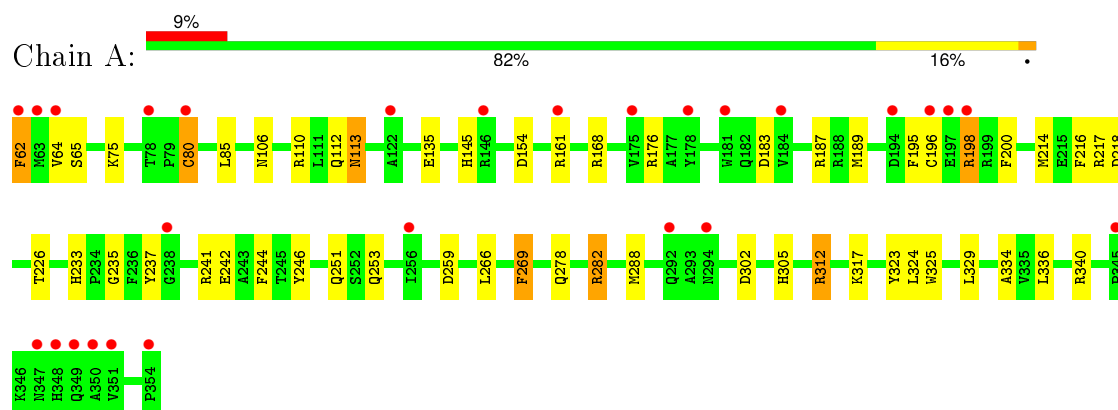 9%
Chain A:
82% 16% •
F62 M63 V64 S65 K75 T78 P79 C80 L85 N106 R110 L111 Q112 N113 A122 E135 H145 R146 D154 R161 R168 V175 R176 A177 Y178 W181 Q182 D183 V184 R187 R188 M189 D194 F195 C196 E197 R198 R199 F200 M214 E215 F216 R217
T226 H233 P234 G235 F236 Y237 G238 R241 E242 A243 F244 T245 Y246 Q251 S252 Q253 I256 D259 L266 F269 Q278 R282 M288 Q292 A293 N294 D302 H305 R312 K317 Y323 L324 W325 L329 A334 V335 L336 R340
K346 N347 H348 Q349 A350 V351 P354